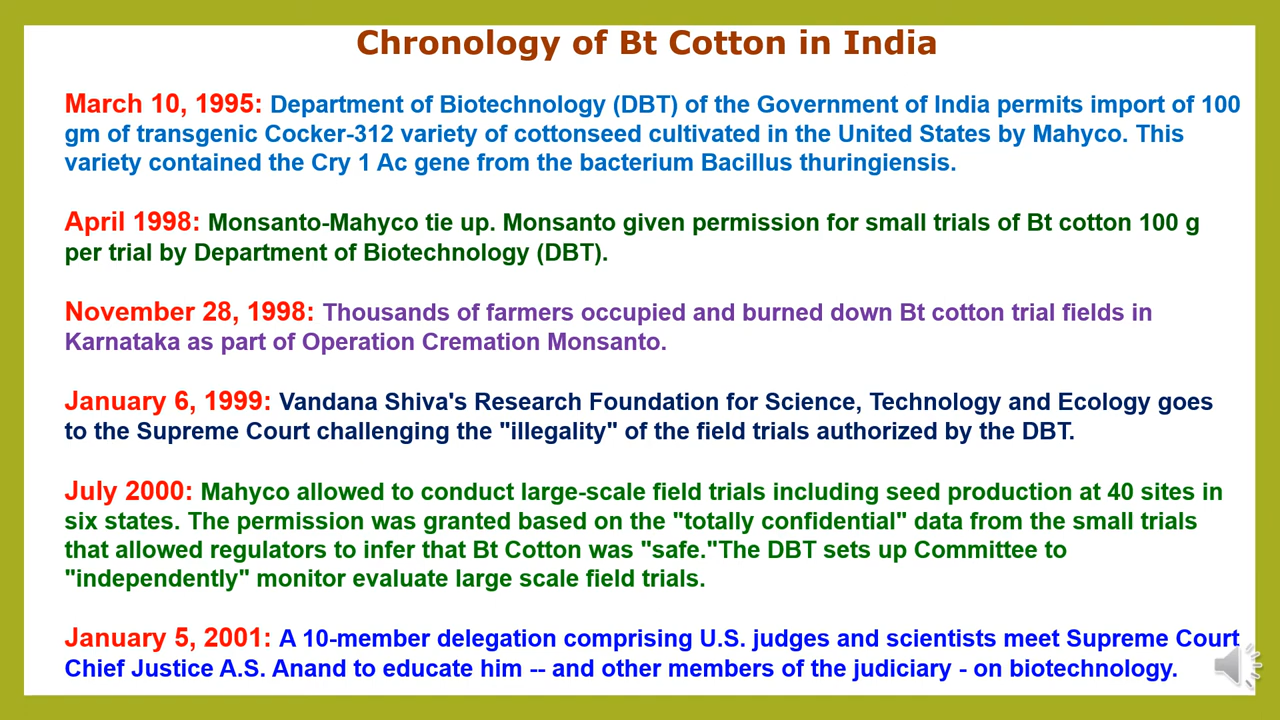 Chronology of Bt Cotton in India
March 10, 1995: Department of Biotechnology (DBT) of the Government of India permits import of 100
gm of transgenic Cocker-312 variety of cottonseed cultivated in the United States by Mahyco. This
variety contained the Cry 1 Ac gene from the bacterium Bacillus thuringiensis.
April 1998: Monsanto-Mahyco tie up. Monsanto given permission for small trials of Bt cotton 100 g
per trial by Department of Biotechnology (DBT).
November 28, 1998: Thousands of farmers occupied and burned down Bt cotton trial fields in
Karnataka as part of Operation Cremation Monsanto.
January 6, 1999: Vandana Shiva's Research Foundation for Science, Technology and Ecology goes
to the Supreme Court challenging the "illegality" of the field trials authorized by the DBT.
July 2000: Mahyco allowed to conduct large-scale field trials including seed production at 40 sites in
six states. The permission was granted based on the "totally confidential" data from the small trials
that allowed regulators to infer that Bt Cotton was "safe."The DBT sets up Committee to
"independently" monitor evaluate large scale field trials.
January 5, 2001: A 10-member delegation comprising U.S. judges and scientists meet Supreme Court
Chief Justice A.S. Anand to educate him -- and other members of the judiciary - on biotechnology.